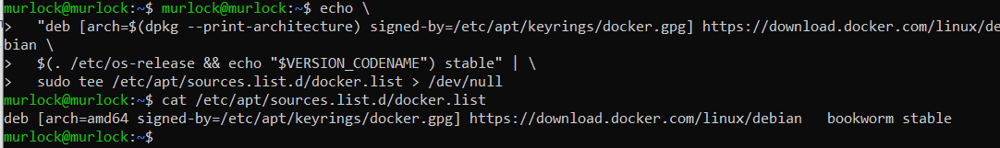 murlock@murlock:~$ murlock@murlock:~$ echo \
>   "deb [arch=$(dpkg --print-architecture) signed-by=/etc/apt/keyrings/docker.gpg] https://download.docker.com/linux/de
bian \
>   $(. /etc/os-release && echo "$VERSION_CODENAME") stable" | \
>   sudo tee /etc/apt/sources.list.d/docker.list > /dev/null
murlock@murlock:~$ cat /etc/apt/sources.list.d/docker.list
deb [arch=amd64 signed-by=/etc/apt/keyrings/docker.gpg] https://download.docker.com/linux/debian   bookworm stable
murlock@murlock:~$